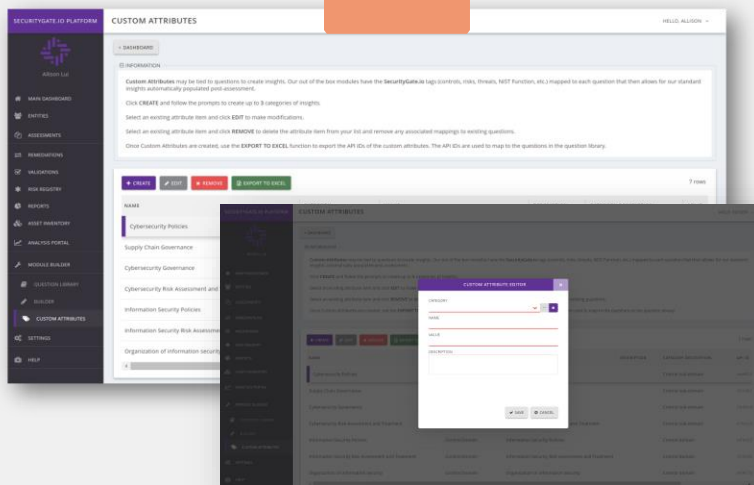 SECURITYGATE.IO PLATFORM
CUSTOM ATTRIBUTES
HELLO, ALLISON
Allison Lui
MAIN DASHBOARD
ENTITIES
ASSESSMENTS
REMEDIATIONS
VALIDATIONS
RISK REGISTRY
REPORTS
ASSET INVENTORY
ANALYSIS PORTAL
MODULE BUILDER
QUESTION LIBRARY
BUILDER
CUSTOM ATTRIBUTES
SETTINGS
HELP
< DASHBOARD
INFORMATION
Custom Attributes may be tied to questions to create insights. Our out of the box modules have the SecurityGate.io tags (controls, risks, threats, NIST Function, etc.) mapped to each question that then allows for our standard
insights automatically populated post-assessment.
Click CREATE and follow the prompts to create up to 5 categories of insights.
Select an existing attribute item and click EDIT to make modifications.
Select an existing attribute item and click REMOVE to delete the attribute item from your list and remove any associated mappings to existing questions.
Once Custom Attributes are created, use the EXPORT TO EXCEL function to export the API IDs of the custom attributes. The API IDs are used to map to the questions in the question library.
+ CREATE
EDIT
REMOVE
EXPORT TO EXCEL
7 rows
NAME
Cybersecurity Policies
Supply Chain Governance
Cybersecurity Governance
Cybersecurity Risk Assessment and
Information Security Policies
Information Security Risk Assessme
Organization of information security
SECURITYGATE.IO PLATFORM
CUSTOM ATTRIBUTES
CUSTOM ATTRIBUTE EDITOR
CATEGORY
NAME
VALUE
DESCRIPTION
SAVE
CANCEL